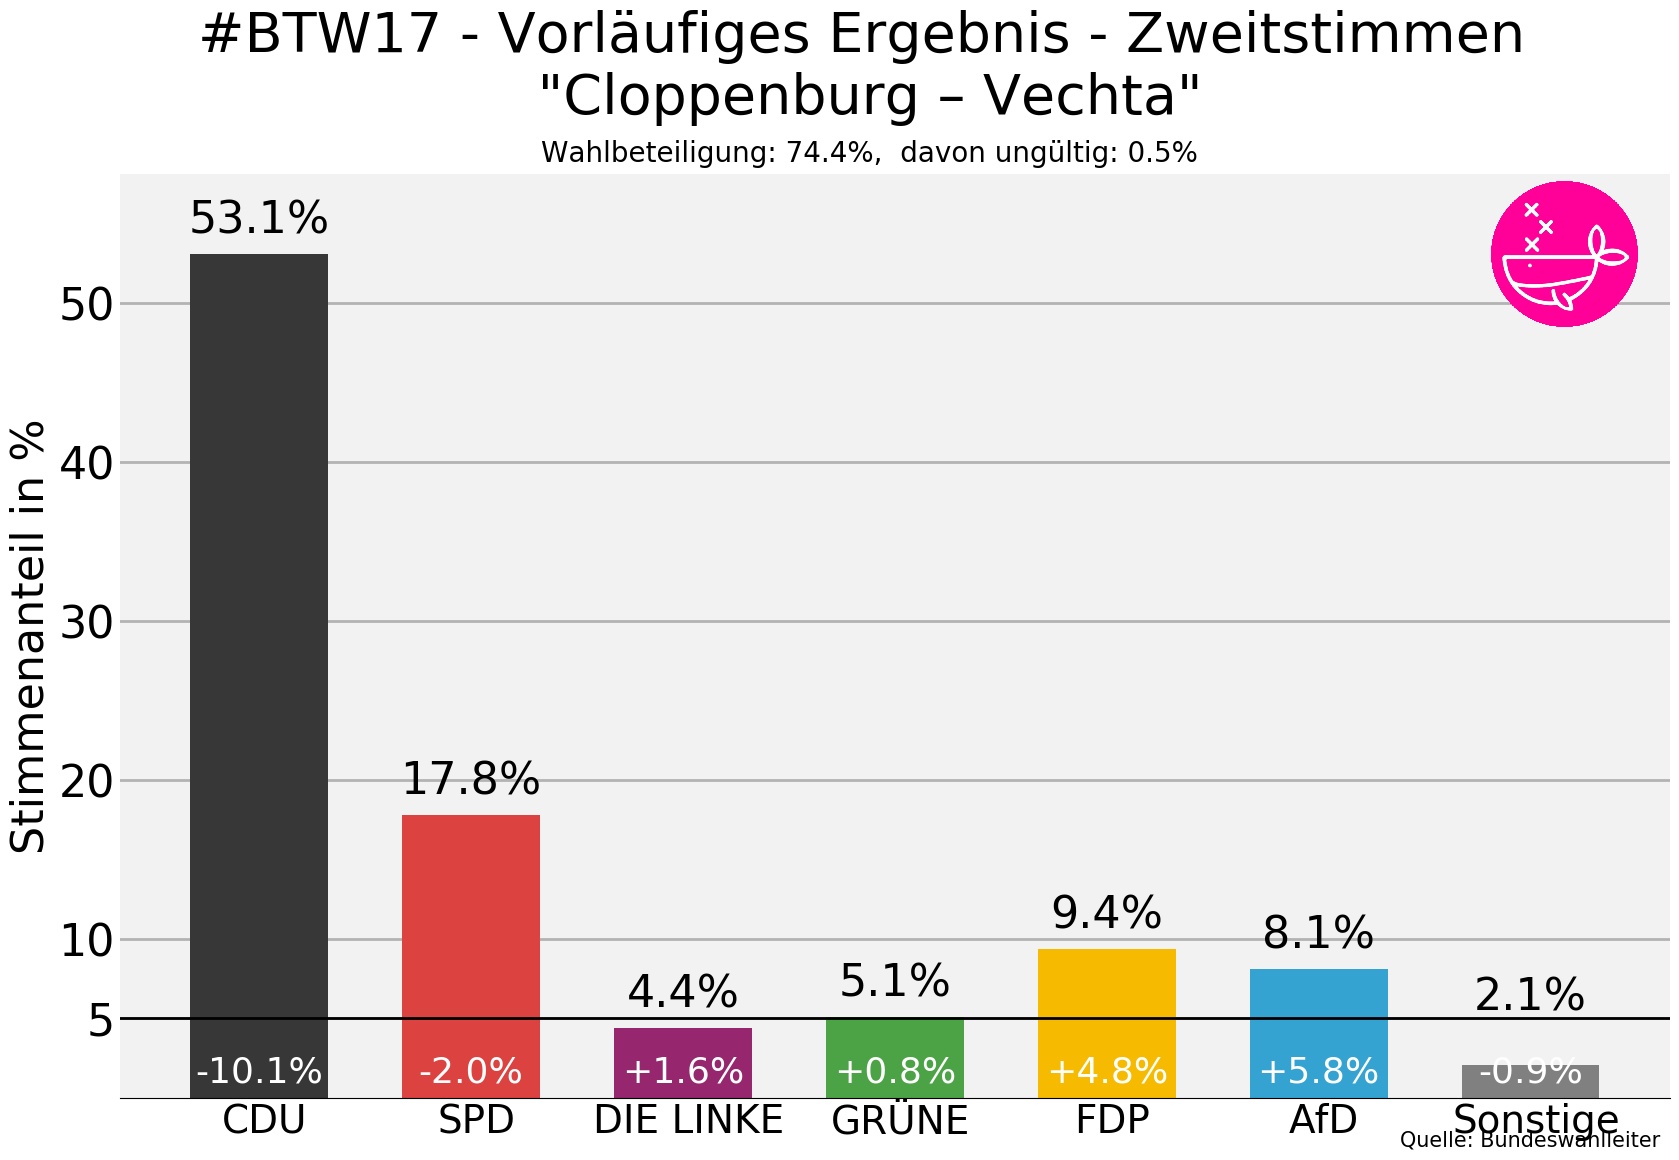 #BTW17 - Vorläufiges Ergebnis - Zweitstimmen
"Cloppenburg – Vechta"
Wahlbeteiligung: 74.4%,  davon ungültig: 0.5%
Stimmenanteil in %
50
40
30
20
10
5
53.1%
17.8%
4.4%
5.1%
9.4%
8.1%
2.1%
-10.1%
-2.0%
+1.6%
+0.8%
+4.8%
+5.8%
-0.9%
CDU
SPD
DIE LINKE
GRÜNE
FDP
AfD
Sonstige
Quelle: Bundeswahlleiter